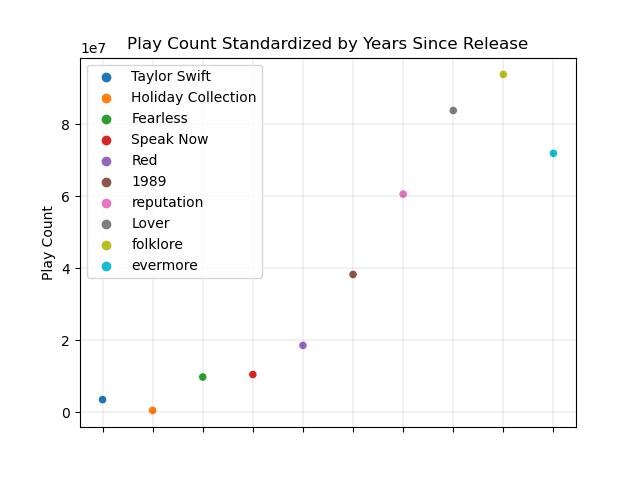 Play Count Standardized by Years Since Release
1e7
Taylor Swift
Holiday Collection
Fearless
Speak Now
Red
1989
reputation
Lover
folklore
evermore
8
6
4
2
0
Play Count